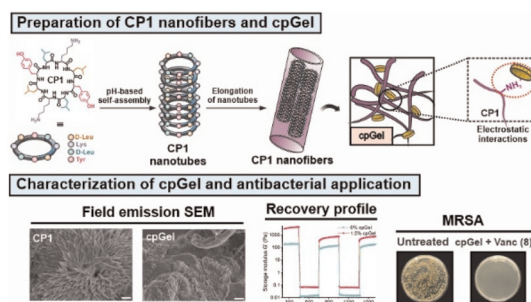 Preparation of CP1 nanofibers and cpGel
CP1
D-Leu
Lys
D-Leu
Tyr
pH-based
self-assembly
CP1
nanotubes
Elongation of
nanotubes
CP1 nanofibers
cpGel
CP1
NH
Electrostatic
interactions
Characterization of cpGel and antibacterial application
Field emission SEM
CP1
cpGel
Recovery profile
Storage modulus G' (Pa)
MRSA
Untreated
cpGel + Vanc (8)